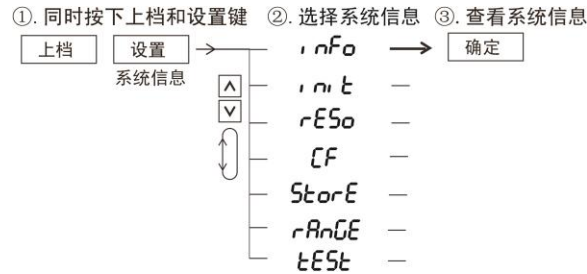 ①. 同时按下上档和设置键 ②. 选择系统信息 ③. 查看系统信息
上档 设置 inFo 确定
系统信息
init
rESo
CF
StorE
rAnGE
tESt